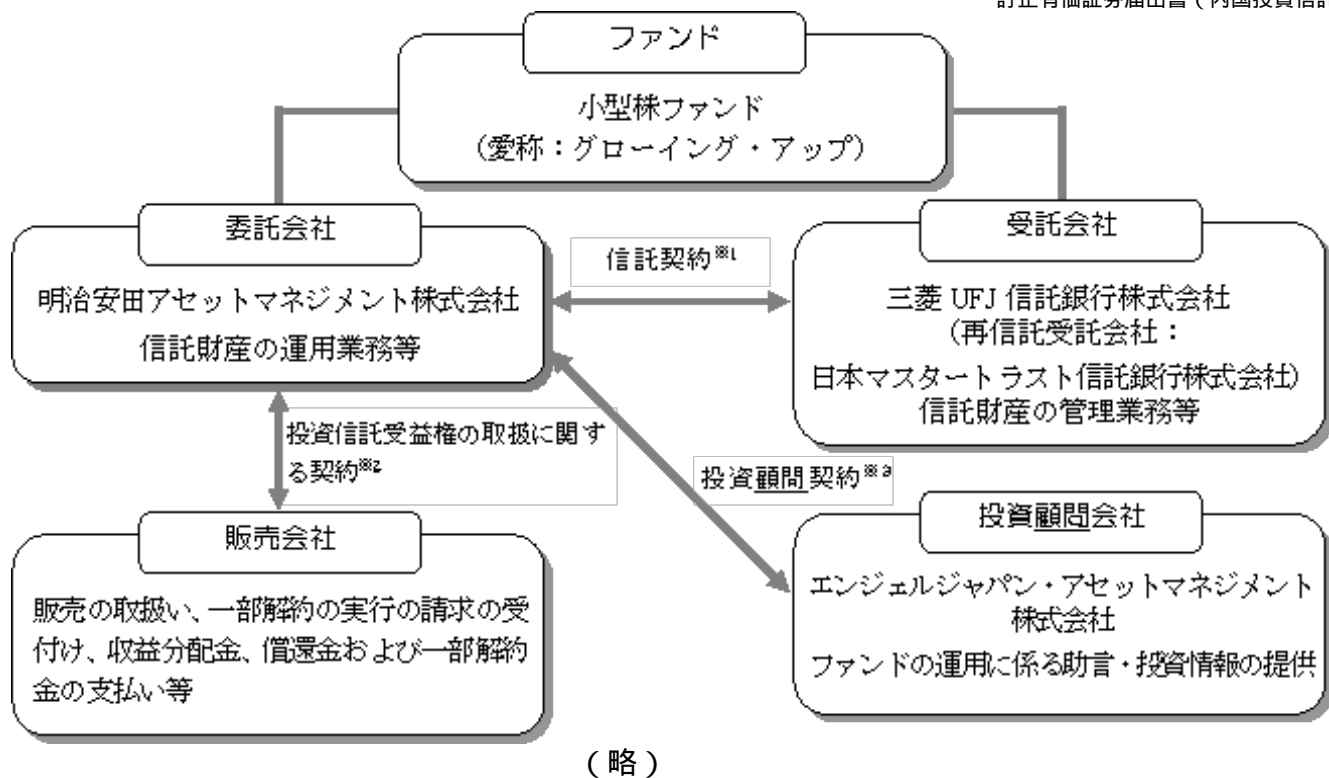 訂正有価証券届出書(内国投資信託
ファンド
小型株ファンド
(愛称:グローイング・アップ)
委託会社
明治安田アセットマネジメント株式会社
信託財産の運用業務等
信託契約※1
受託会社
三菱 UFJ 信託銀行株式会社
(再信託受託会社:
日本マスタートラスト信託銀行株式会社)
信託財産の管理業務等
投資信託受益権の取扱に関す
る契約※2
投資顧問契約※3
販売会社
販売の取扱い、一部解約の実行の請求の受
付け、収益分配金、償還金および一部解約
金の支払い等
投資顧問会社
エンジェルジャパン・アセットマネジメント
株式会社
ファンドの運用に係る助言・投資情報の提供
(略)